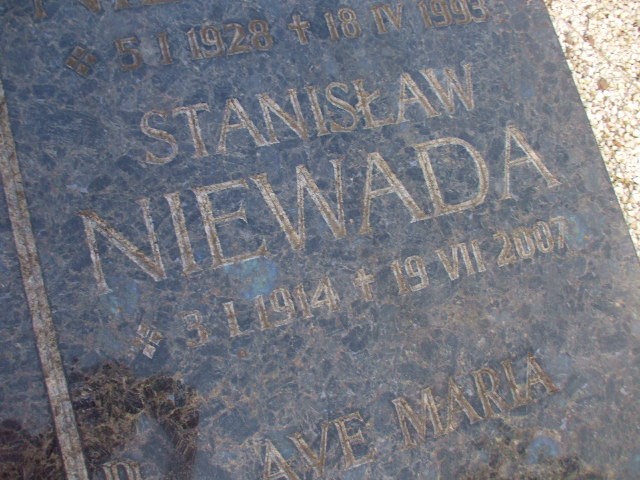 5 I 1928 ✝ 18 IV 1993
STANISŁAW
NIEWADA
3 I 1914 ✝ 19 VII 2007
AVE MARIA